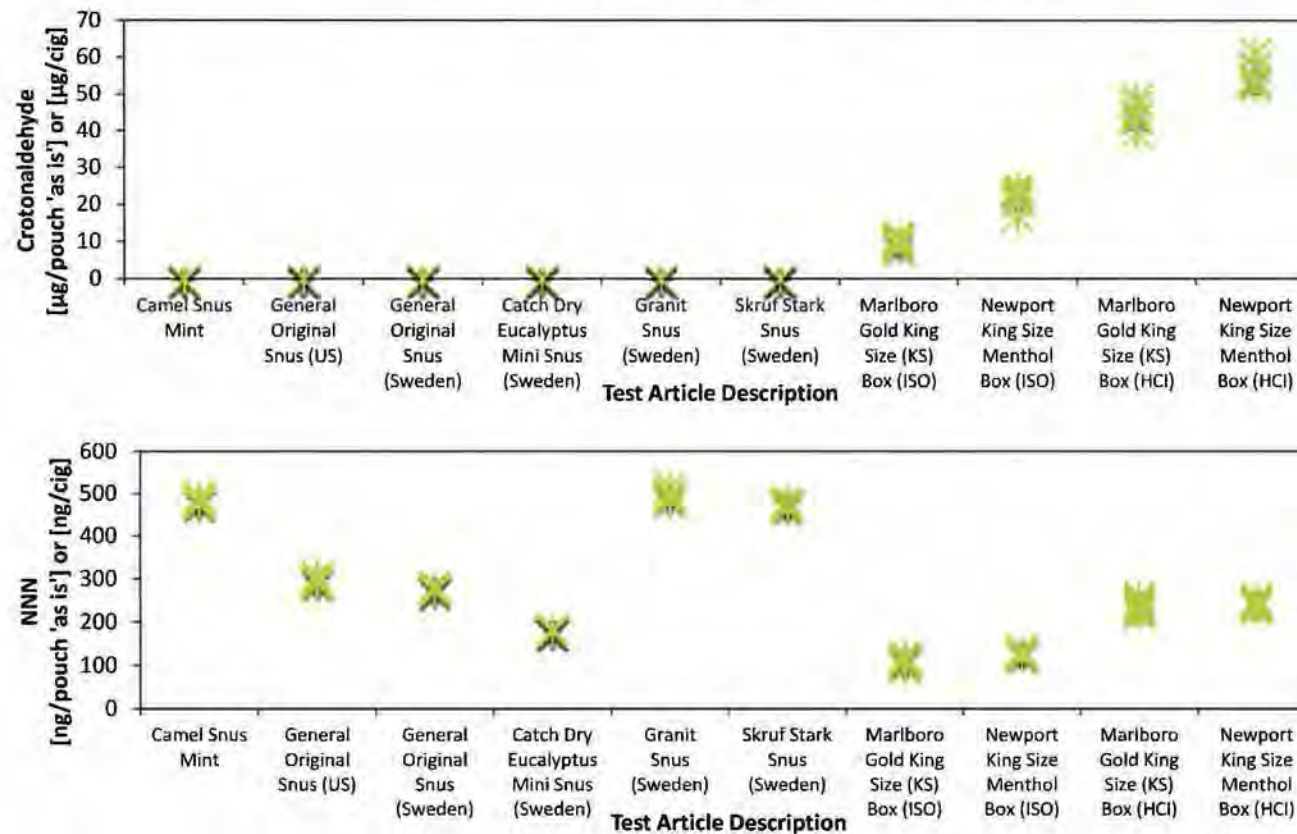 Crotonaldehyde
[µg/pouch 'as is'] or [µg/cig]
70
60
50
40
30
20
10
0
Camel Snus
Mint
General
Original
Snus (US)
General
Original
Snus
(Sweden)
Catch Dry
Eucalyptus
Mini Snus
(Sweden)
Granit
Snus
(Sweden)
Skruf Stark
Snus
(Sweden)
Marlboro
Gold King
Size (KS)
Box (ISO)
Newport
King Size
Menthol
Box (ISO)
Marlboro
Gold King
Size (KS)
Box (HCI)
Newport
King Size
Menthol
Box (HCI)
Test Article Description
NNN
[ng/pouch 'as is'] or [ng/cig]
600
500
400
300
200
100
0
Camel Snus
Mint
General
Original
Snus (US)
General
Original
Snus
(Sweden)
Catch Dry
Eucalyptus
Mini Snus
(Sweden)
Granit
Snus
(Sweden)
Skruf Stark
Snus
(Sweden)
Marlboro
Gold King
Size (KS)
Box (ISO)
Newport
King Size
Menthol
Box (ISO)
Marlboro
Gold King
Size (KS)
Box (HCI)
Newport
King Size
Menthol
Box (HCI)
Test Article Description